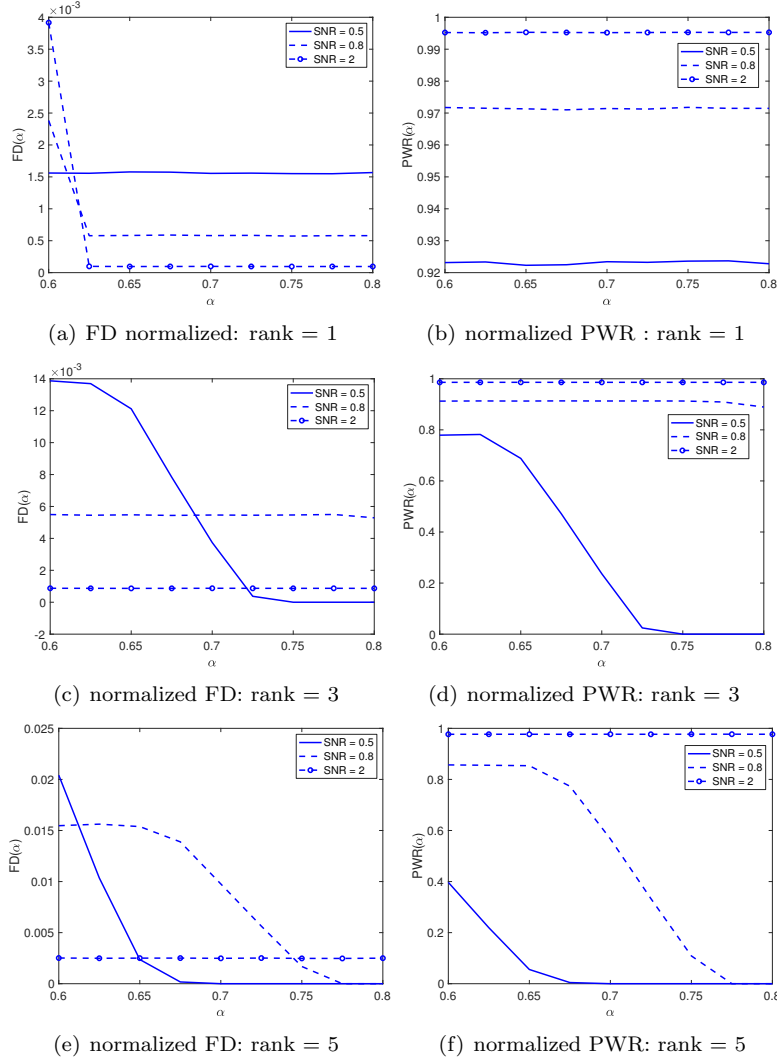 ×10⁻³
4
3.5
3
2.5
2
1.5
1
0.5
0
FD(α)
0.6 0.65 0.7 0.75 0.8
α
SNR = 0.5
SNR = 0.8
SNR = 2
(a) FD normalized: rank = 1
1
0.99
0.98
0.97
0.96
0.95
0.94
0.93
0.92
PWR(α)
0.6 0.65 0.7 0.75 0.8
α
SNR = 0.5
SNR = 0.8
SNR = 2
(b) normalized PWR : rank = 1
×10⁻³
14
12
10
8
6
4
2
0
-2
FD(α)
0.6 0.65 0.7 0.75 0.8
α
SNR = 0.5
SNR = 0.8
SNR = 2
(c) normalized FD: rank = 3
1
0.8
0.6
0.4
0.2
0
PWR(α)
0.6 0.65 0.7 0.75 0.8
α
SNR = 0.5
SNR = 0.8
SNR = 2
(d) normalized PWR: rank = 3
0.025
0.02
0.015
0.01
0.005
0
FD(α)
0.6 0.65 0.7 0.75 0.8
α
SNR = 0.5
SNR = 0.8
SNR = 2
(e) normalized FD: rank = 5
1
0.8
0.6
0.4
0.2
0
PWR(α)
0.6 0.65 0.7 0.75 0.8
α
SNR = 0.5
SNR = 0.8
SNR = 2
(f) normalized PWR: rank = 5